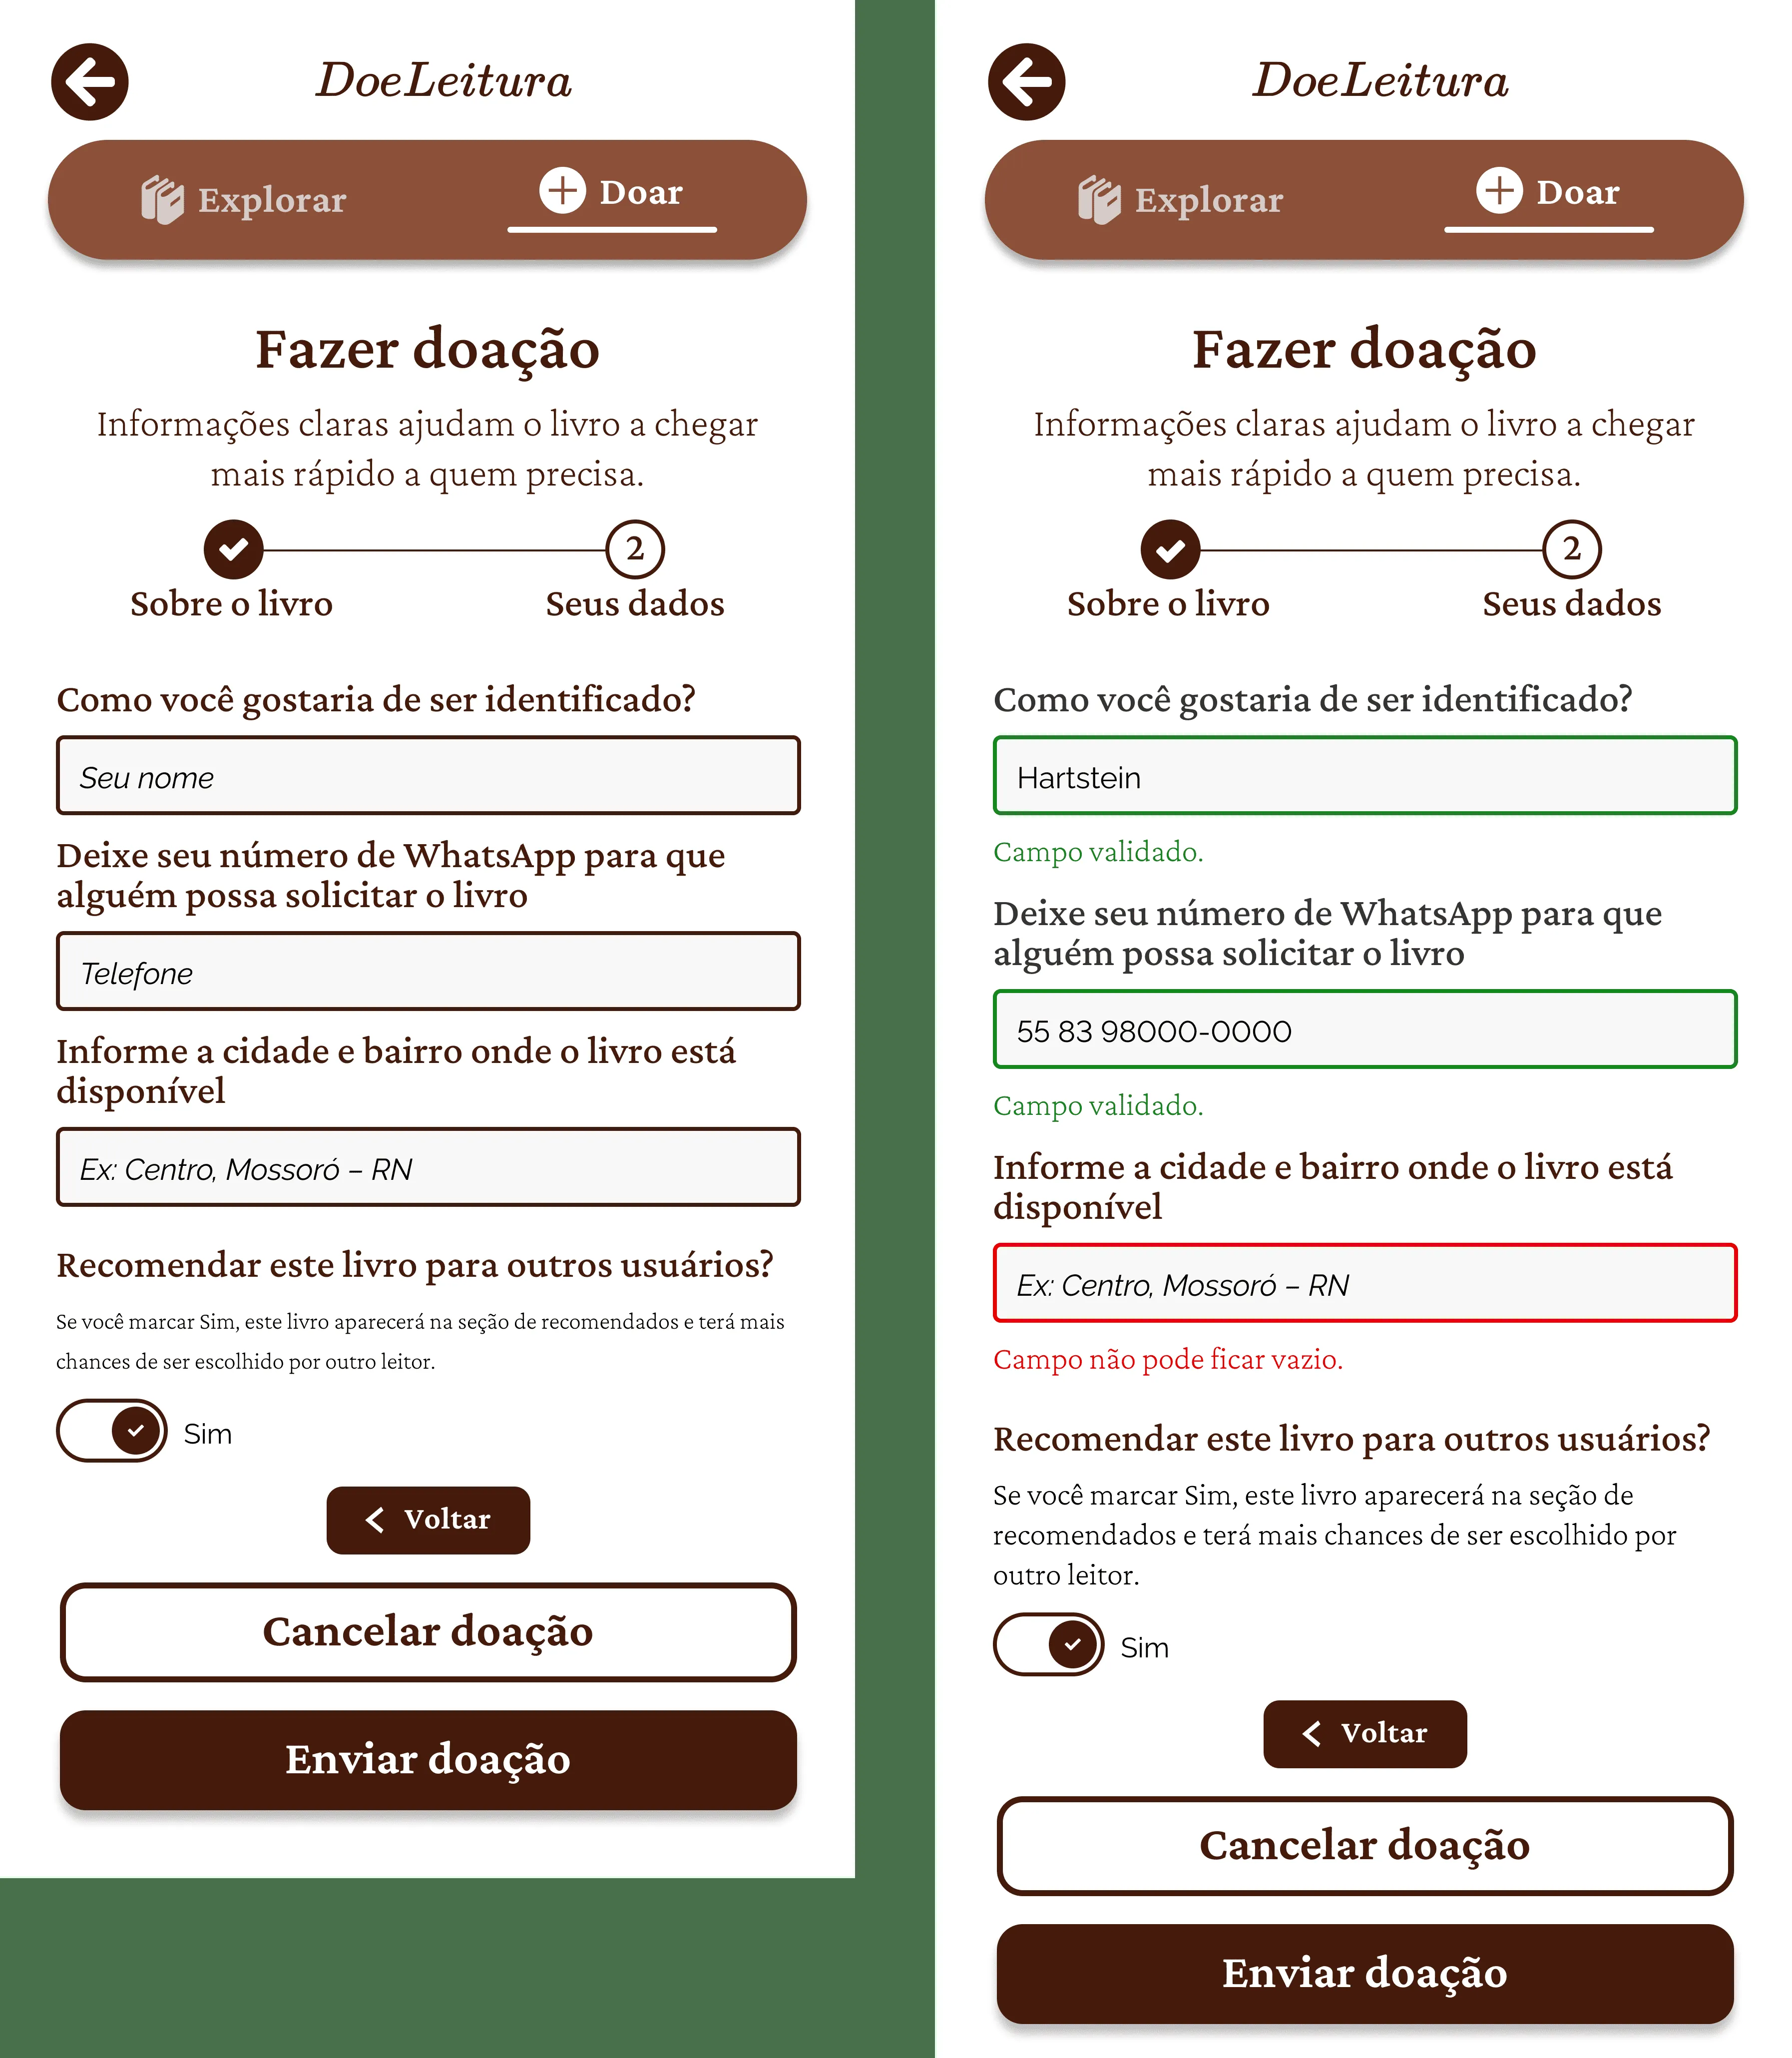 DoeLeitura
Explorar
Doar
Fazer doação
Informações claras ajudam o livro a chegar
mais rápido a quem precisa.
2
Sobre o livro
Seus dados
Como você gostaria de ser identificado?
Seu nome
Deixe seu número de WhatsApp para que
alguém possa solicitar o livro
Telefone
Informe a cidade e bairro onde o livro está
disponível
Ex: Centro, Mossoró – RN
Recomendar este livro para outros usuários?
Se você marcar Sim, este livro aparecerá na seção de recomendados e terá mais
chances de ser escolhido por outro leitor.
Sim
Voltar
Cancelar doação
Enviar doação
DoeLeitura
Explorar
Doar
Fazer doação
Informações claras ajudam o livro a chegar
mais rápido a quem precisa.
2
Sobre o livro
Seus dados
Como você gostaria de ser identificado?
Hartstein
Campo validado.
Deixe seu número de WhatsApp para que
alguém possa solicitar o livro
55 83 98000-0000
Campo validado.
Informe a cidade e bairro onde o livro está
disponível
Ex: Centro, Mossoró – RN
Campo não pode ficar vazio.
Recomendar este livro para outros usuários?
Se você marcar Sim, este livro aparecerá na seção de
recomendados e terá mais chances de ser escolhido por
outro leitor.
Sim
Voltar
Cancelar doação
Enviar doação